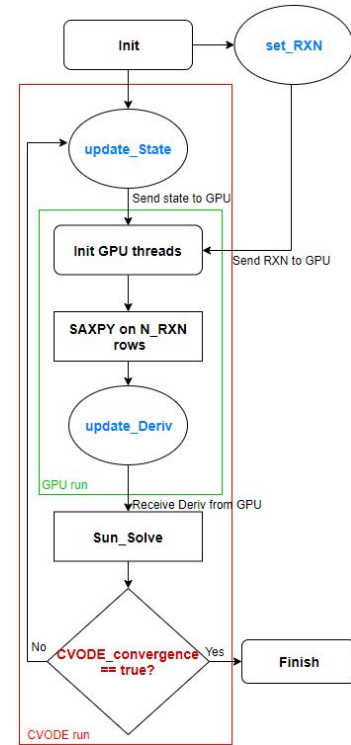 Init
set_RXN
update_State
Send state to GPU
Init GPU threads
Send RXN to GPU
SAXPY on N_RXN
rows
update_Deriv
GPU run
Receive Deriv from GPU
Sun_Solve
No
CVODE_convergence
== true?
Yes
Finish
CVODE run